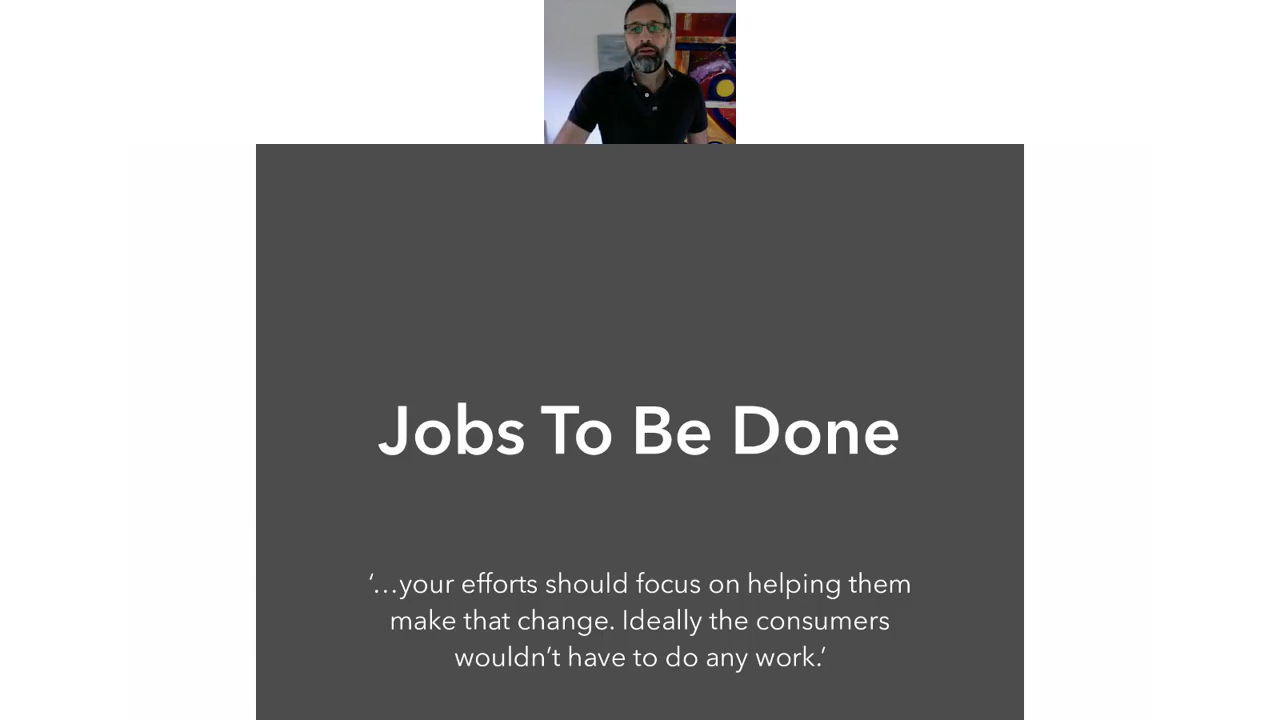 Jobs To Be Done
‘…your efforts should focus on helping them
make that change. Ideally the consumers
wouldn’t have to do any work.’